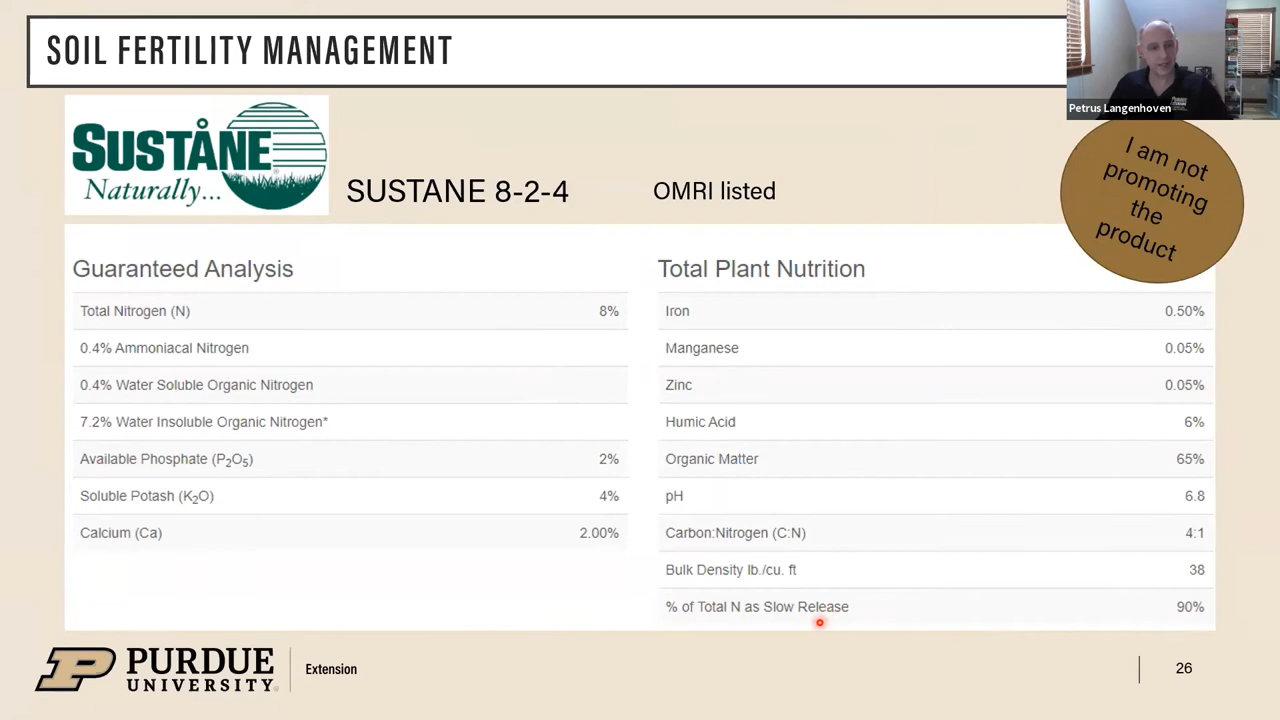 SOIL FERTILITY MANAGEMENT
Petrus Langenhoven
I am not
promoting
the
product
SUSTÅNE
Naturally...
SUSTANE 8-2-4
OMRI listed
Guaranteed Analysis
Total Nitrogen (N) 8%
0.4% Ammoniacal Nitrogen
0.4% Water Soluble Organic Nitrogen
7.2% Water Insoluble Organic Nitrogen*
Available Phosphate (P₂O₅) 2%
Soluble Potash (K₂O) 4%
Calcium (Ca) 2.00%
Total Plant Nutrition
Iron 0.50%
Manganese 0.05%
Zinc 0.05%
Humic Acid 6%
Organic Matter 65%
pH 6.8
Carbon:Nitrogen (C:N) 4:1
Bulk Density lb./cu. ft 38
% of Total N as Slow Release 90%
P PURDUE
UNIVERSITY
Extension
26